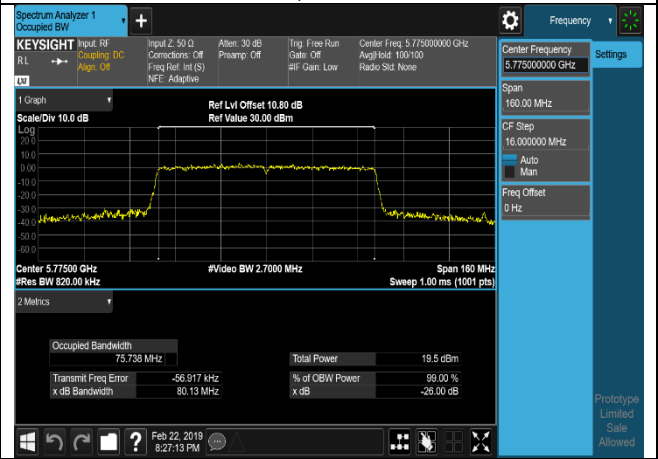 Spectrum Analyzer 1
Occupied BW
+
Frequency
KEYSIGHT
RL
LXI
Input: RF
Coupling: DC
Align: Off
Input Z: 50 Ω
Corrections: Off
Freq Ref: Int (S)
NFE: Adaptive
Atten: 30 dB
Preamp: Off
Trig: Free Run
Gate: Off
#IF Gain: Low
Center Freq: 5.775000000 GHz
Avg|Hold: 100/100
Radio Std: None
Center Frequency
5.775000000 GHz
Settings
Span
160.00 MHz
CF Step
16.000000 MHz
Auto
Man
Freq Offset
0 Hz
1 Graph
Scale/Div 10.0 dB
Ref Lvl Offset 10.80 dB
Ref Value 30.00 dBm
Log
20.0
10.0
0.00
-10.0
-20.0
-30.0
-40.0
-50.0
-60.0
Center 5.77500 GHz
#Video BW 2.7000 MHz
Span 160 MHz
#Res BW 820.00 kHz
Sweep 1.00 ms (1001 pts)
2 Metrics
Occupied Bandwidth
75.738 MHz
Total Power 19.5 dBm
Transmit Freq Error -56.917 kHz
% of OBW Power 99.00 %
x dB Bandwidth 80.13 MHz
x dB -26.00 dB
Prototype
Limited
Sale
Allowed
?
Feb 22, 2019
8:27:13 PM